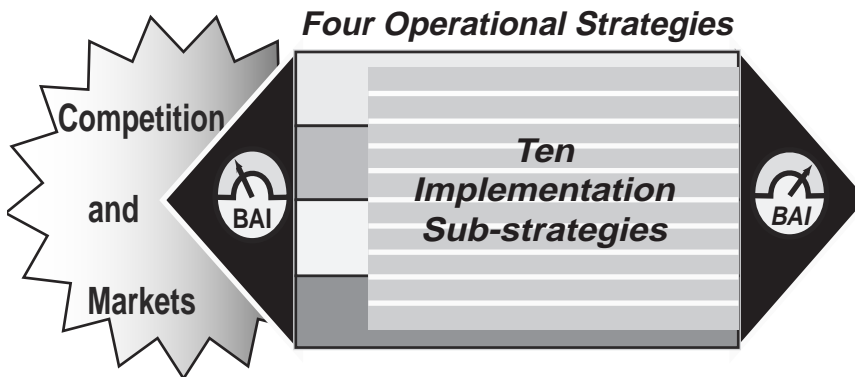 Four Operational Strategies
Competition
and
Markets
BAI
Ten
Implementation
Sub-strategies
BAI